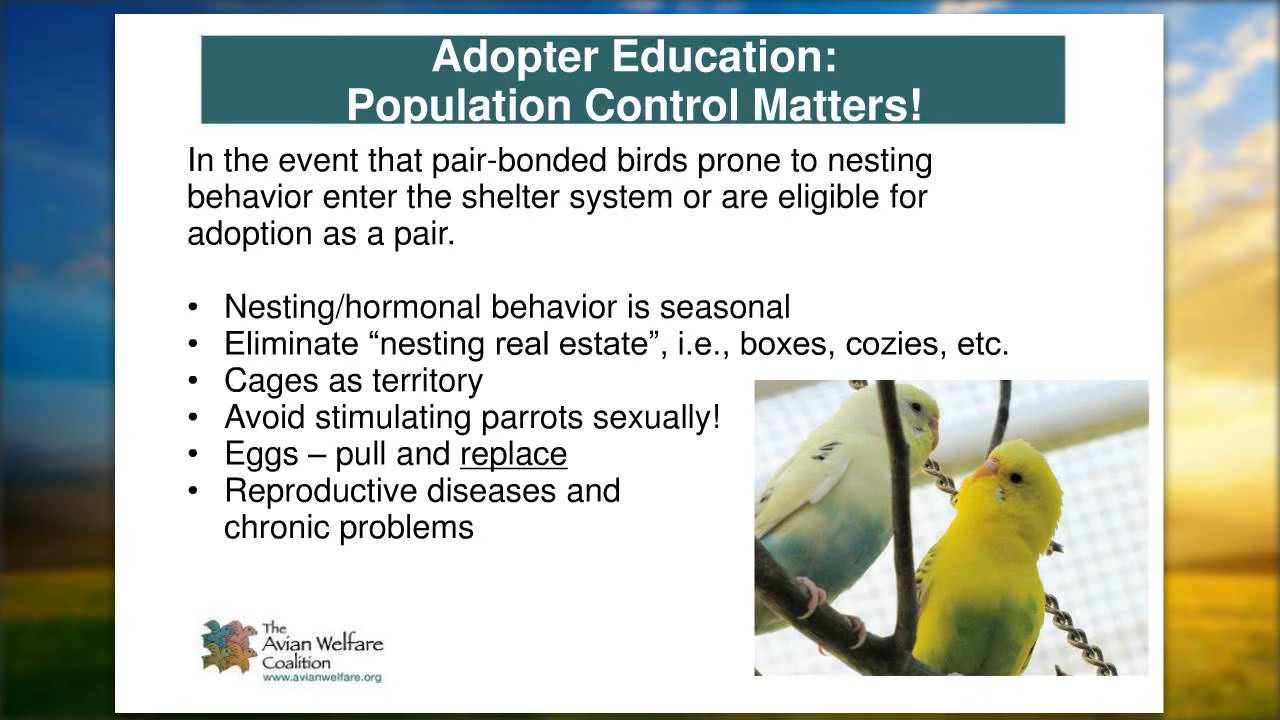 Adopter Education:
Population Control Matters!
In the event that pair-bonded birds prone to nesting
behavior enter the shelter system or are eligible for
adoption as a pair.
• Nesting/hormonal behavior is seasonal
• Eliminate “nesting real estate”, i.e., boxes, cozies, etc.
• Cages as territory
• Avoid stimulating parrots sexually!
• Eggs – pull and replace
• Reproductive diseases and
chronic problems
The
Avian Welfare
Coalition
www.avianwelfare.org